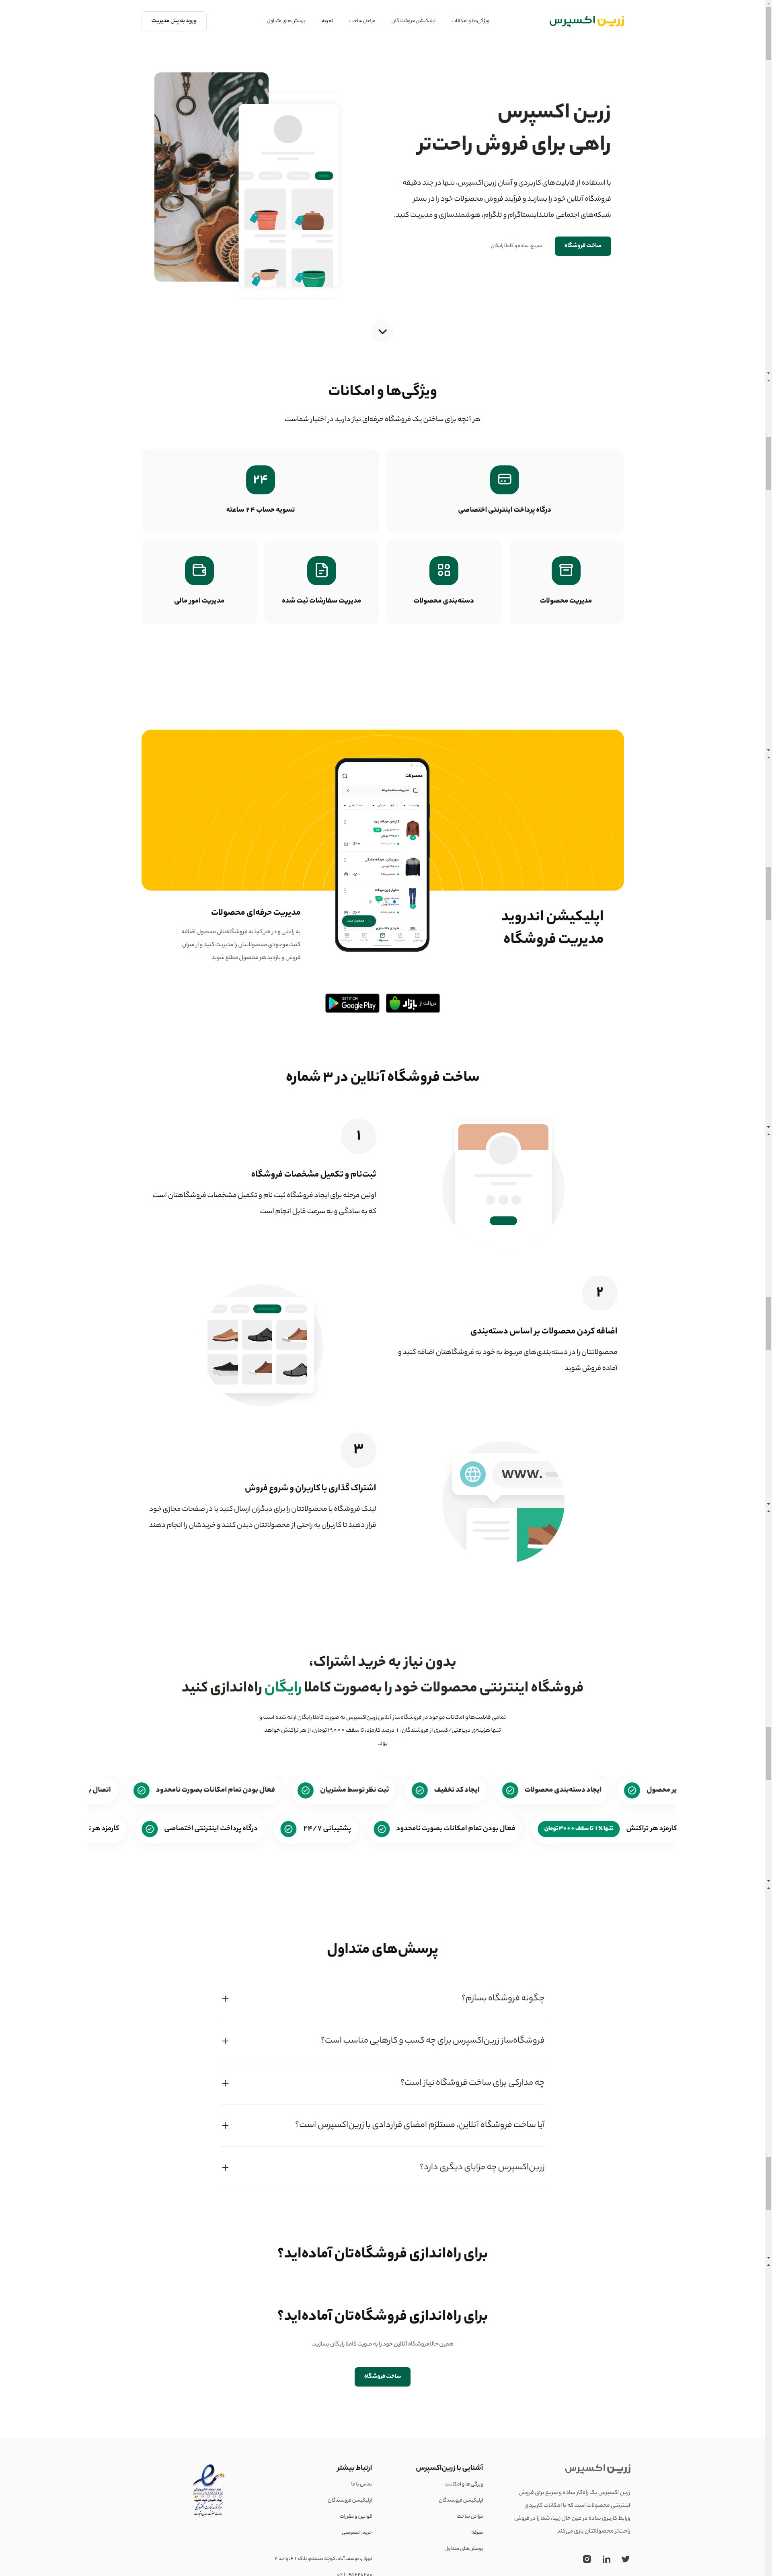 زرین اکسپرس
ویژگی‌ها و امکانات
اپلیکیشن فروشندگان
مراحل ساخت
تعرفه
پرسش‌های متداول
ورود به پنل مدیریت
زرین اکسپرس
راهی برای فروش راحت‌تر
با استفاده از قابلیت‌های کاربردی و آسان زرین‌اکسپرس، تنها در چند دقیقه
فروشگاه آنلاین خود را بسازید و فرآیند فروش محصولات خود را در بستر
شبکه‌های اجتماعی ماننداینستاگرام و تلگرام، هوشمندسازی و مدیریت کنید.
ساخت فروشگاه
سریع، ساده و کاملا رایگان
ویژگی‌ها و امکانات
هر آنچه برای ساختن یک فروشگاه حرفه‌ای نیاز دارید در اختیار شماست
درگاه پرداخت اینترنتی اختصاصی
۲۴
تسویه حساب ۲۴ ساعته
مدیریت محصولات
دسته‌بندی محصولات
مدیریت سفارشات ثبت شده
مدیریت امور مالی
محصولات
محصول جدید
اپلیکیشن اندروید
مدیریت فروشگاه
مدیریت حرفه‌ای محصولات
به راحتی و در هر کجا به فروشگاهتان محصول اضافه
کنید،موجودی محصولاتتان را مدیریت کنید و از میزان
فروش و بازدید هر محصول مطلع شوید
دریافت از بازار
GET IT ON
Google Play
ساخت فروشگاه آنلاین در ۳ شماره
۱
ثبت‌نام و تکمیل مشخصات فروشگاه
اولین مرحله برای ایجاد فروشگاه ثبت نام و تکمیل مشخصات فروشگاهتان است
که به سادگی و به سرعت قابل انجام است
۲
اضافه کردن محصولات بر اساس دسته‌بندی
محصولاتتان را در دسته‌بندی‌های مربوط به خود به فروشگاهتان اضافه کنید و
آماده فروش شوید
۳
اشتراک گذاری با کاربران و شروع فروش
لینک فروشگاه یا محصولاتتان را برای دیگران ارسال کنید یا در صفحات مجازی خود
قرار دهید تا کاربران به راحتی از محصولاتتان دیدن کنند و خریدشان را انجام دهند
www.
بدون نیاز به خرید اشتراک،
فروشگاه اینترنتی محصولات خود را به‌صورت کاملا رایگان راه‌اندازی کنید
تمامی قابلیت‌ها و امکانات موجود در فروشگاه‌ساز آنلاین زرین‌اکسپرس به صورت کاملا رایگان ارائه شده است و
تنها هزینه‌ی دریافتی/کسری از فروشندگان، ۱ درصد کارمزد، تا سقف ۳.۰۰۰ تومان، از هر تراکنش خواهد
بود.
یر محصول
ایجاد دسته‌بندی محصولات
ایجاد کد تخفیف
ثبت نظر توسط مشتریان
فعال بودن تمام امکانات بصورت نامحدود
اتصال ب
کارمزد هر تراکنش
تنها ۱٪ تا سقف ۳۰۰۰ تومان
فعال بودن تمام امکانات بصورت نامحدود
پشتیبانی ۲۴/۷
درگاه پرداخت اینترنتی اختصاصی
کارمزد هر ت
پرسش‌های متداول
چگونه فروشگاه بسازم؟
فروشگاه‌ساز زرین‌اکسپرس برای چه کسب و کارهایی مناسب است؟
چه مدارکی برای ساخت فروشگاه نیاز است؟
آیا ساخت فروشگاه آنلاین، مستلزم امضای قراردادی با زرین‌اکسپرس است؟
زرین‌اکسپرس چه مزایای دیگری دارد؟
برای راه‌اندازی فروشگاه‌تان آماده‌اید؟
برای راه‌اندازی فروشگاه‌تان آماده‌اید؟
همین حالا فروشگاه آنلاین خود را به صورت کاملا رایگان بسازید.
ساخت فروشگاه
زرین اکسپرس
زرین اکسپرس یک راه‌کار ساده و سریع برای فروش
اینترنتی محصولات است که با امکانات کاربردی
ورابط کاربری ساده در عین حال زیبا، شما را در فروش
راحت‌تر محصولاتتان یاری می‌کند
آشنایی با زرین‌اکسپرس
ویژگی‌ها و امکانات
اپلیکیشن فروشندگان
مراحل ساخت
تعرفه
پرسش‌های متداول
ارتباط بیشتر
تماس با ما
اپلیکیشن فروشندگان
قوانین و مقررات
حریم خصوصی
تهران، یوسف آباد، کوچه بیستم، پلاک ۶۱، واحد ۲